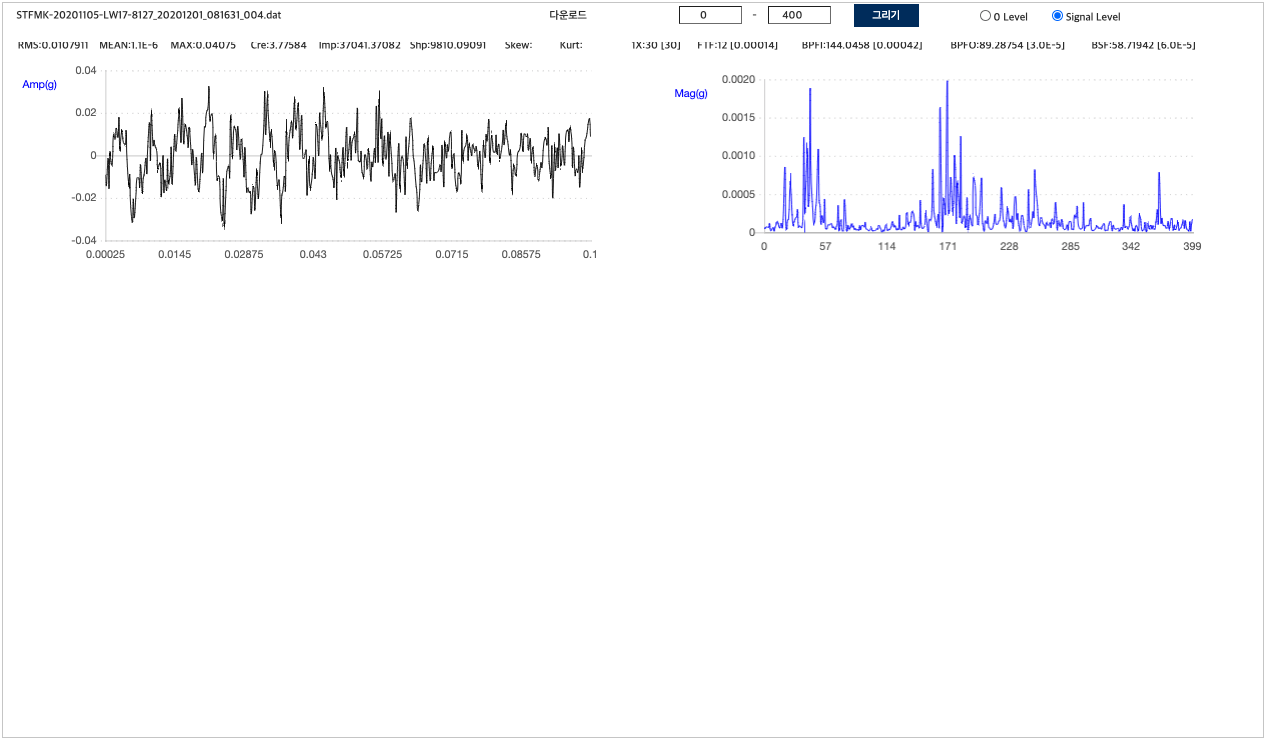 STFMK-20201105-LW17-8127_20201201_081631_004.dat 다운로드 0 - 400 그리기 0 Level Signal Level
RMS:0.0107911 MEAN:1.1E-6 MAX:0.04075 Cre:3.77584 Imp:37041.37082 Shp:9810.09091 Skew: Kurt: 1X:30 [30] FTF:12 [0.00014] BPFI:144.0458 [0.00042] BPFO:89.28754 [3.0E-5] BSF:58.71942 [6.0E-5]
Amp(g)
0.04
0.02
0
-0.02
-0.04
0.00025 0.0145 0.02875 0.043 0.05725 0.0715 0.08575 0.1
Mag(g)
0.0020
0.0015
0.0010
0.0005
0
0 57 114 171 228 285 342 399